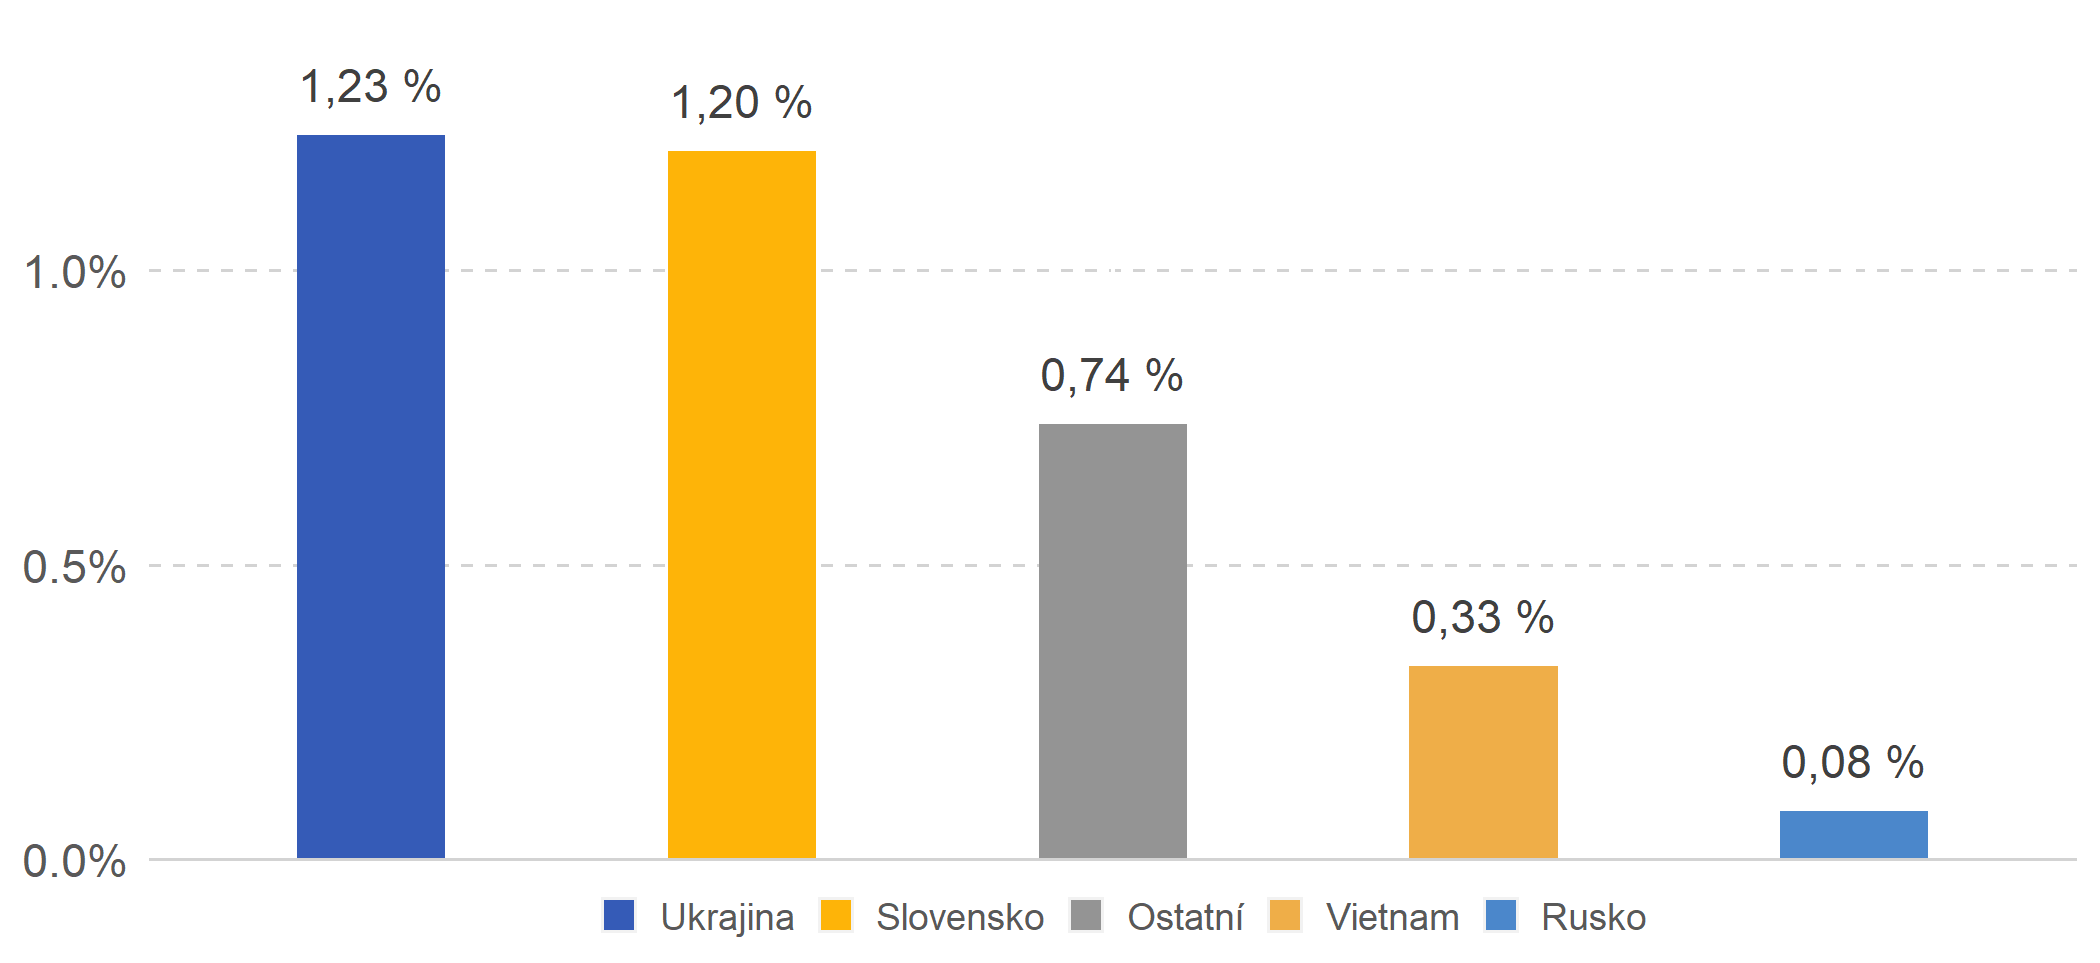 1,23 %
1,20 %
0,74 %
0,33 %
0,08 %
1.0%
0.5%
0.0%
Ukrajina
Slovensko
Ostatní
Vietnam
Rusko